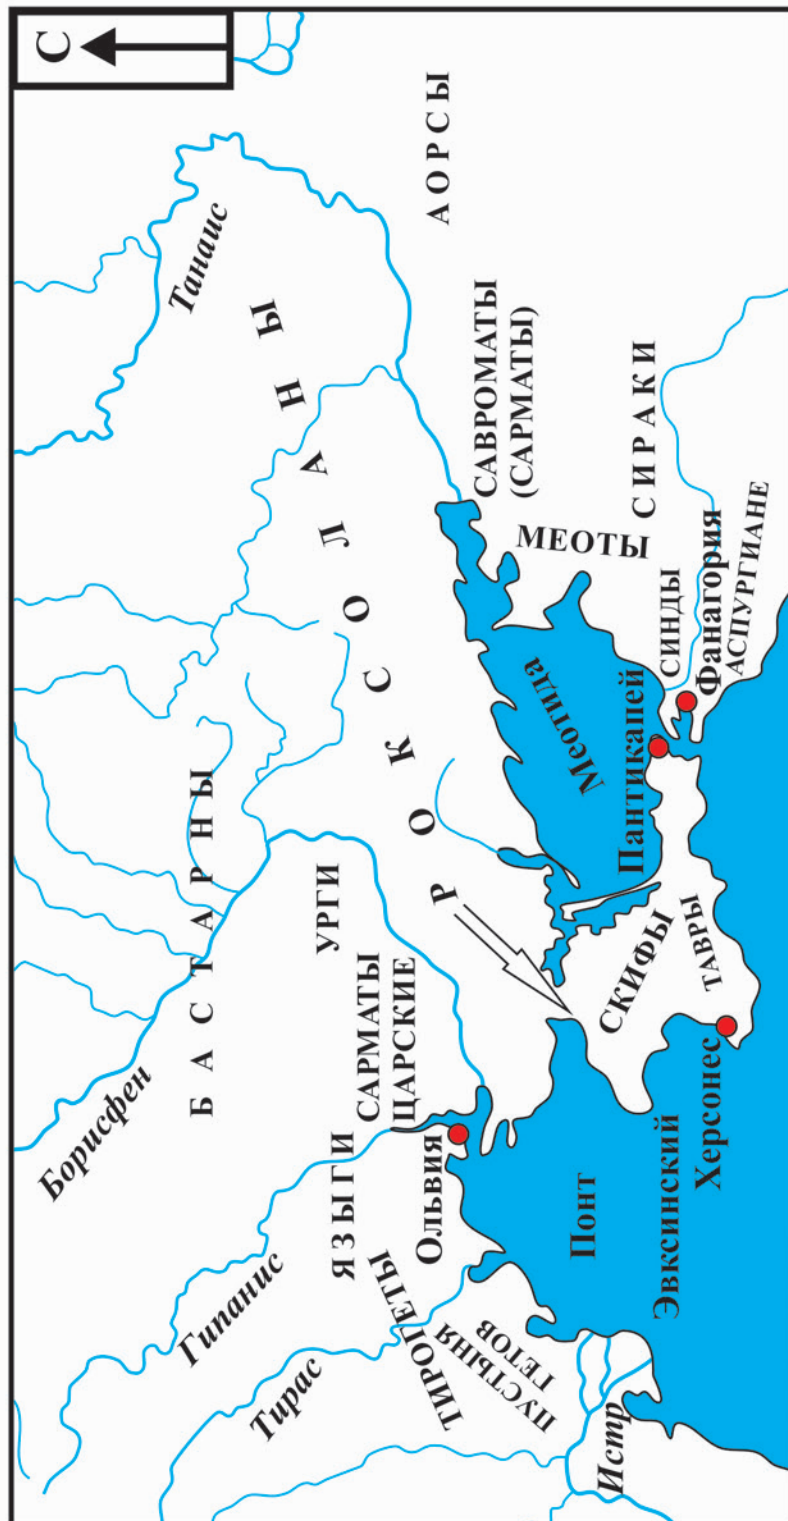 С
Танаис
АОРСЫ
РОКСОЛАНЫ
БАСТАРНЫ
Борисфен
УРГИ
САРМАТЫ
ЦАРСКИЕ
ЯЗЫГИ
Гипанис
Тирас
ТИРОГЕТЫ
Ольвия
ПУСТЫНЯ
ГЕТОВ
Истр
САВРОМАТЫ
(САРМАТЫ)
МЕОТЫ
СИРАКИ
Меотида
СИНДЫ
Фанагория
АСПУРГИАНЕ
Пантикапей
СКИФЫ
ТАВРЫ
Херсонес
Понт
Эвксинский